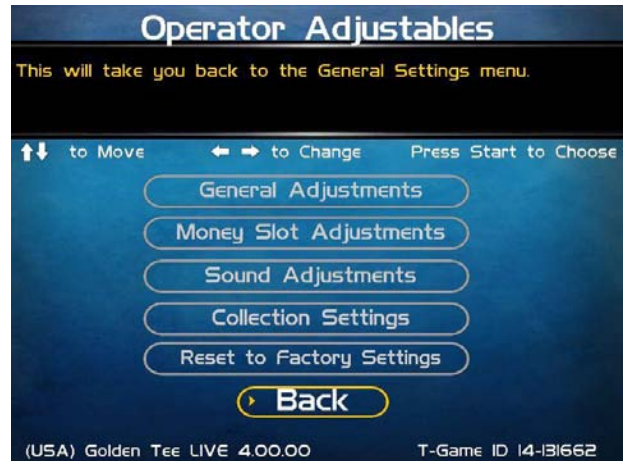 Operator Adjustables
This will take you back to the General Settings menu.
to Move to Change Press Start to Choose
General Adjustments
Money Slot Adjustments
Sound Adjustments
Collection Settings
Reset to Factory Settings
Back
(USA) Golden Tee LIVE 4.00.00 T-Game ID 14-131662